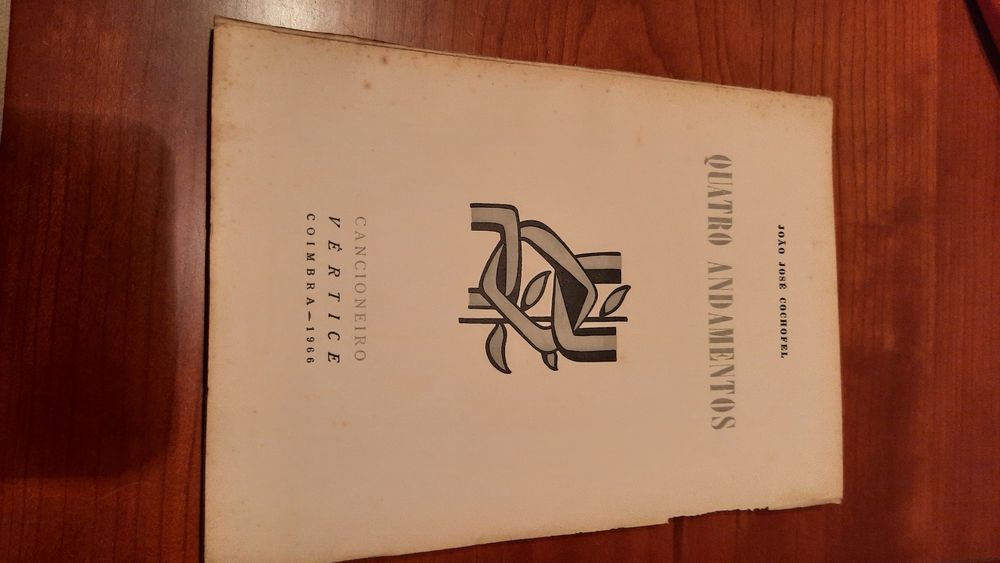 JOÃO JOSÉ COCHOFEL
QUATRO ANDAMENTOS
CANCIONEIRO
VÉRTICE
COIMBRA—1966